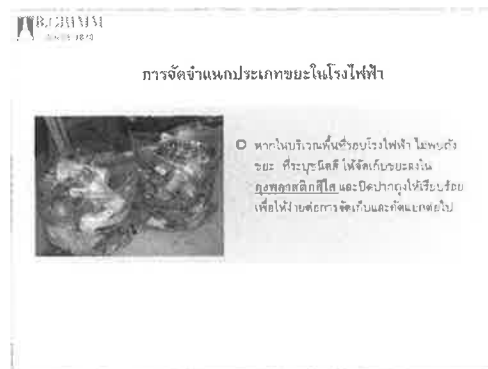 การจัดจำแนกประเภทขยะในโรงไฟฟ้า
หากในบริเวณพื้นที่รอบโรงไฟฟ้า ไม่พบถัง
ขยะ ที่ระบุชนิดสี ให้จัดเก็บขยะลงใน
ถุงพลาสติกสีใส และปิดปากถุงให้เรียบร้อย
เพื่อให้ง่ายต่อการจัดเก็บและคัดแยกต่อไป